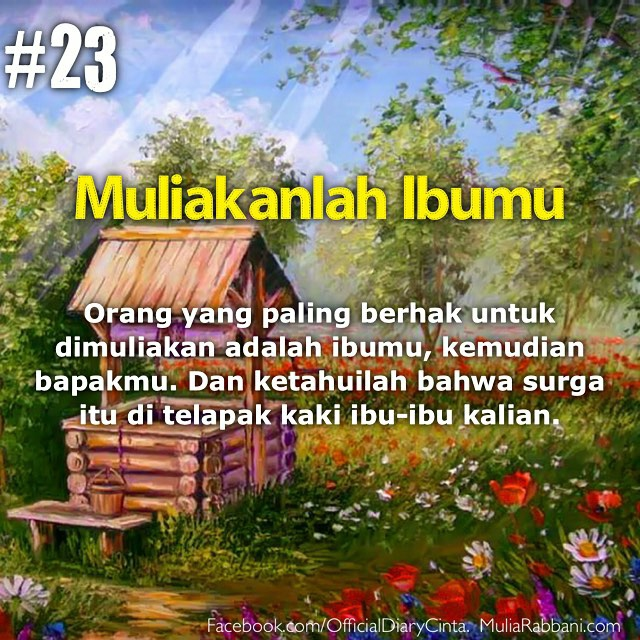 #23
Muliakanlah Ibumu
Orang yang paling berhak untuk
dimuliakan adalah ibumu, kemudian
bapakmu. Dan ketahuilah bahwa surga
itu di telapak kaki ibu-ibu kalian.
Facebook.com/OfficialDiaryCinta. MuliaRabbani.com